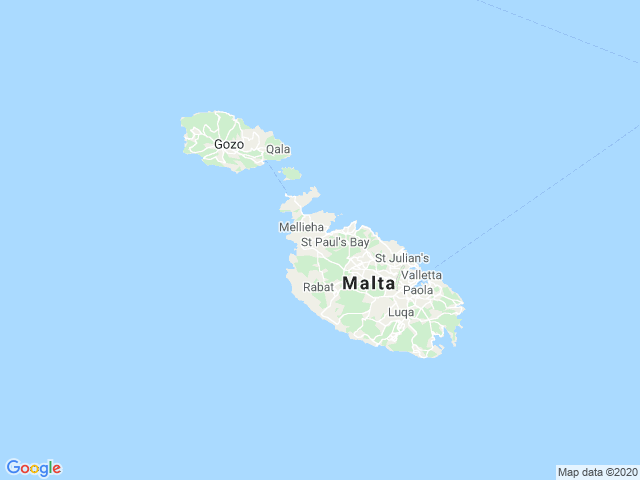 Gozo
Qala
Mellieha
St Paul's Bay
St Julian's
Valletta
Rabat
Malta
Paola
Luqa
Google
Map data ©2020